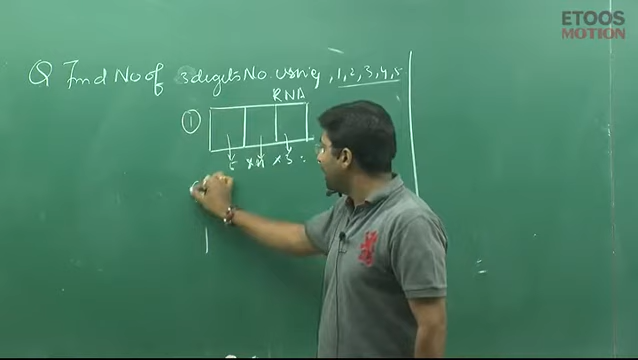 ETOOS
MOTION
Q Find No of 3 digits No. using, 1, 2, 3, 4, 5
RNA
①
5 × 4 × 3 :